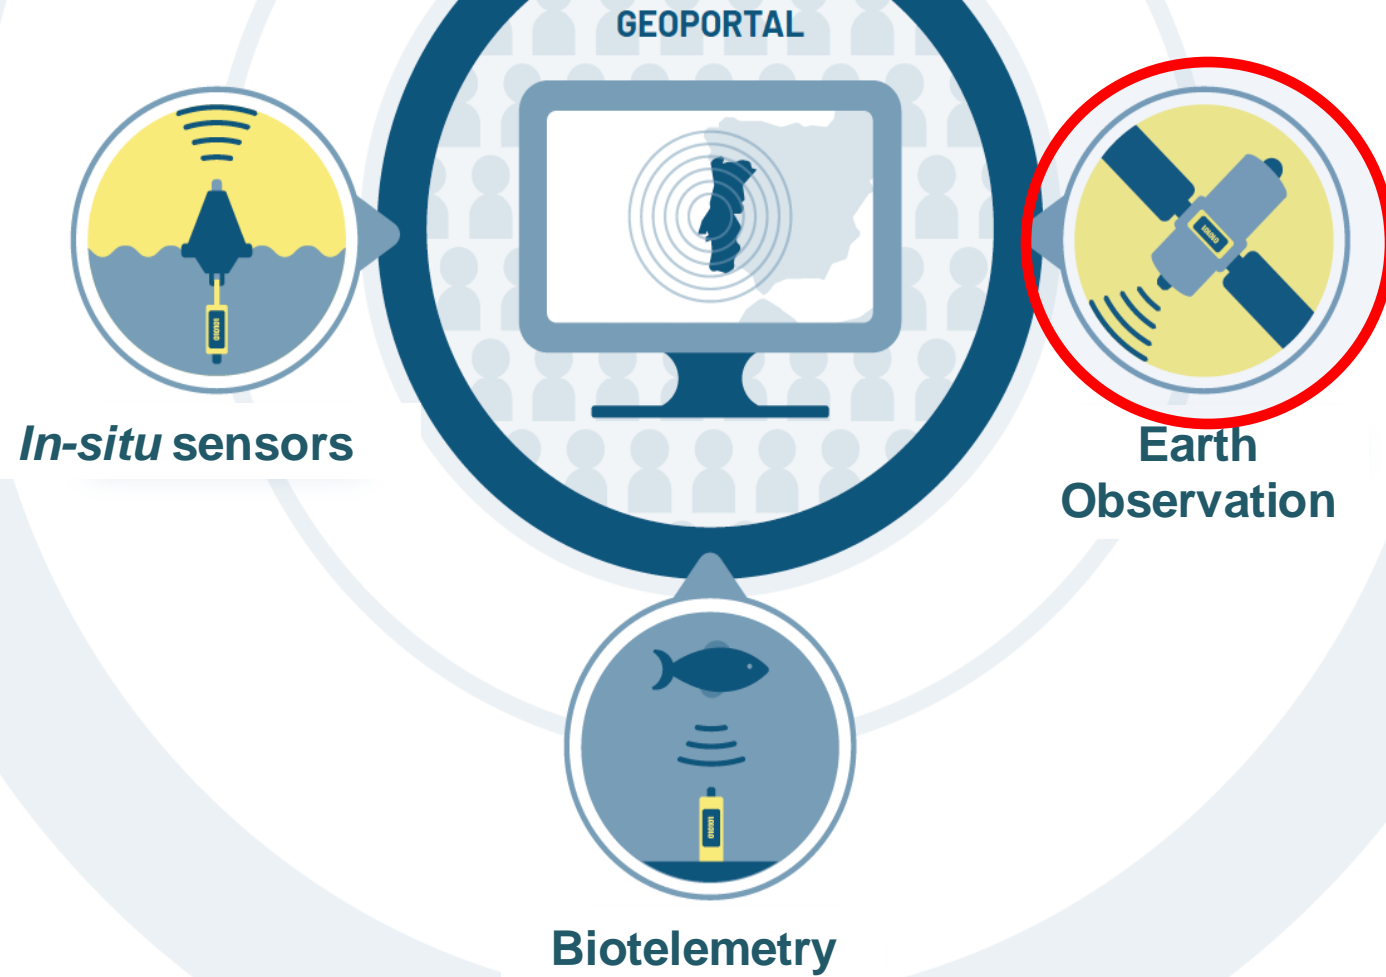 GEOPORTAL
In-situ sensors
Earth
Observation
Biotelemetry